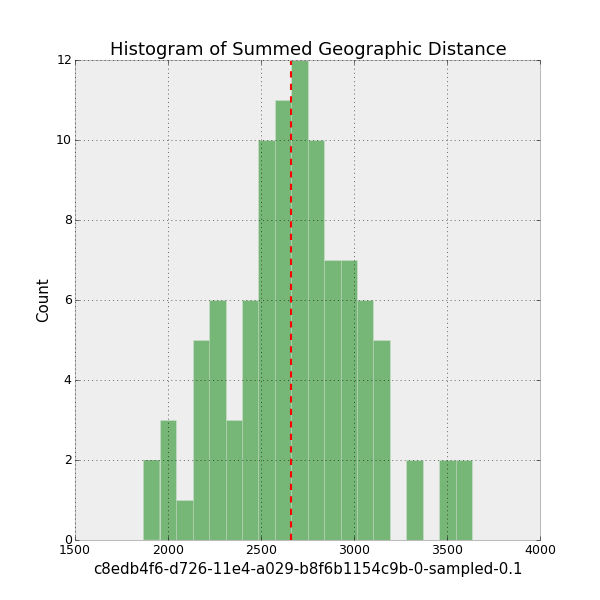 Histogram of Summed Geographic Distance
12
10
8
6
4
2
0
Count
1500 2000 2500 3000 3500 4000
c8edb4f6-d726-11e4-a029-b8f6b1154c9b-0-sampled-0.1